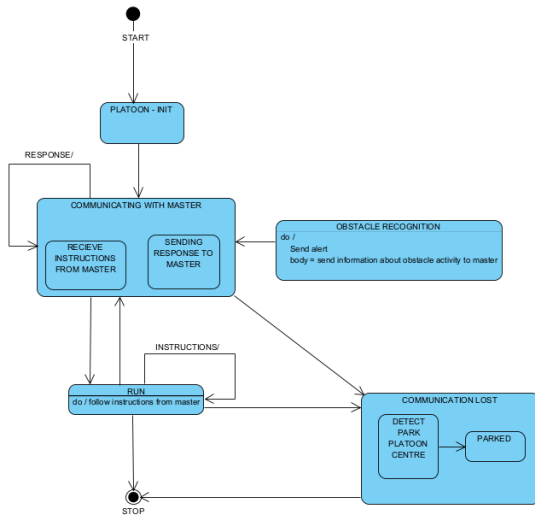 START
PLATOON - INIT
RESPONSE/
COMMUNICATING WITH MASTER
RECIEVE
INSTRUCTIONS
FROM MASTER
SENDING
RESPONSE TO
MASTER
OBSTACLE RECOGNITION
do /
Send alert
body = send information about obstacle activity to master
INSTRUCTIONS/
RUN
do / follow instructions from master
COMMUNICATION LOST
DETECT
PARK
PLATOON
CENTRE
PARKED
STOP